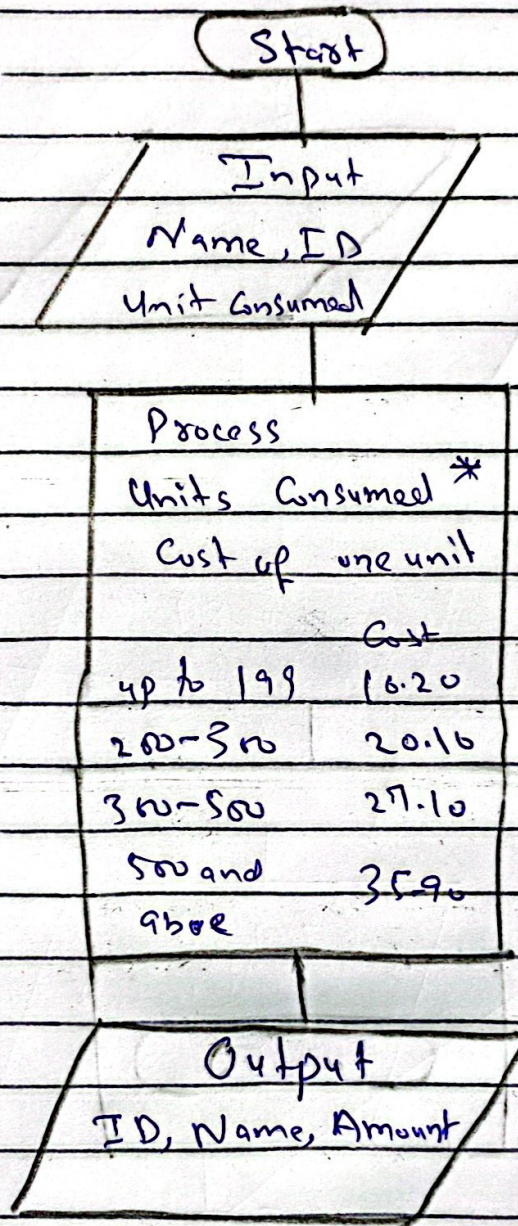 Start
Input
Name, ID
Unit Consumed
Process
Units Consumed *
Cost of one unit
Cost
up to 199 16.20
200-300 20.10
300-500 27.10
500 and 35.90
above
Output
ID, Name, Amount